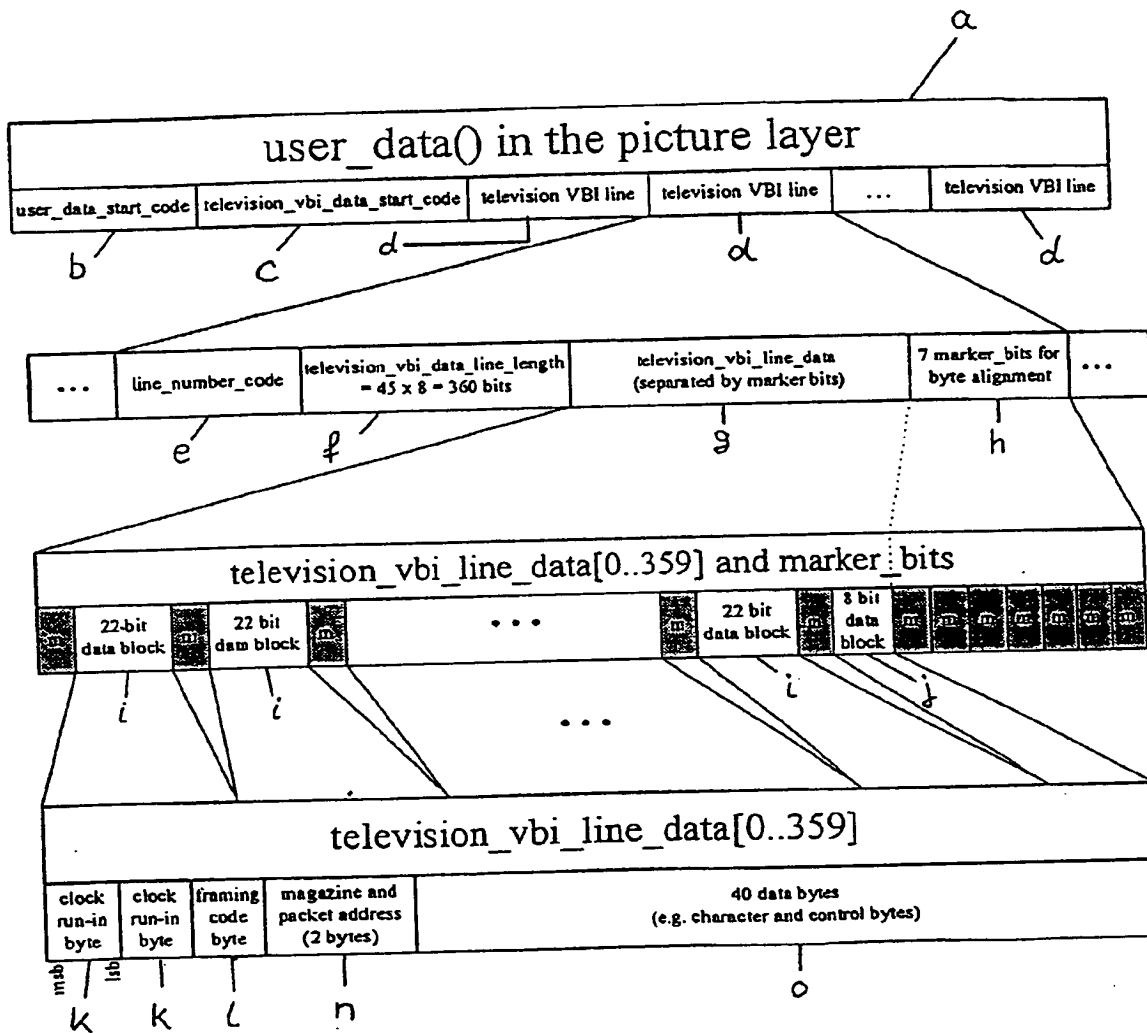 a
user_data() in the picture layer
user_data_start_code television_vbi_data_start_code television VBI line television VBI line ... television VBI line
b c d d d
... line_number_code television_vbi_data_line_length television_vbi_line_data 7 marker_bits for ...
= 45 x 8 = 360 bits (separated by marker bits) byte alignment
e f g h
television_vbi_line_data[0..359] and marker_bits
m 22-bit m 22 bit m ... m 22 bit m 8 bit m m m m m m m
data block dam block data block data
block
i i ... i j
television_vbi_line_data[0..359]
clock clock framing magazine and 40 data bytes
run-in run-in code packet address (e.g. character and control bytes)
byte byte byte (2 bytes)
msb lsb
k k l n o